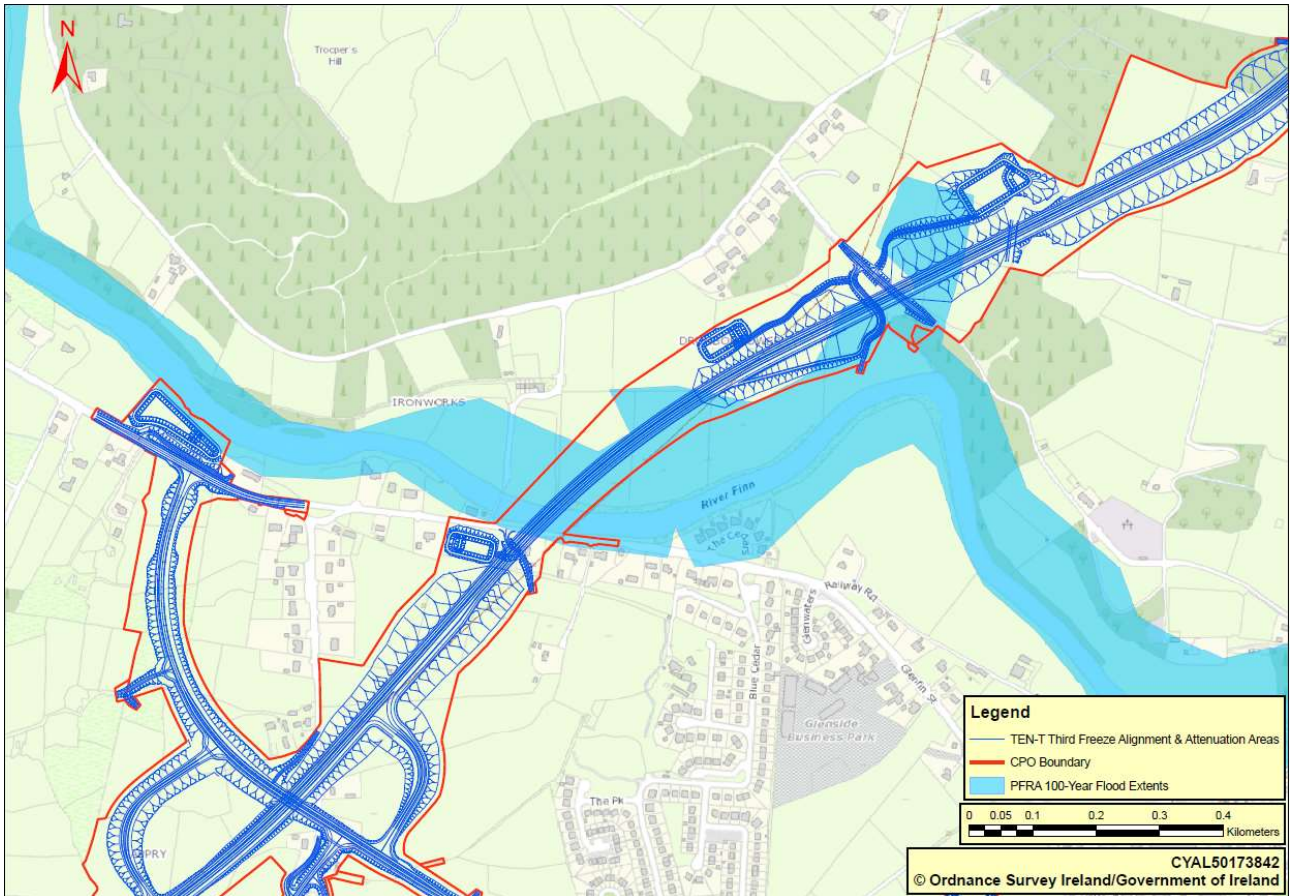 N
Trooper's
Hill
IRONWORKS
River Finn
The Cedars
Railway Rd
Glenwaters
Blue Cedar
Glenfin St
Glenside
Business Park
The Pk
Legend
TEN-T Third Freeze Alignment & Attenuation Areas
CPO Boundary
PFRA 100-Year Flood Extents
0 0.05 0.1 0.2 0.3 0.4
Kilometers
CYAL50173842
© Ordnance Survey Ireland/Government of Ireland